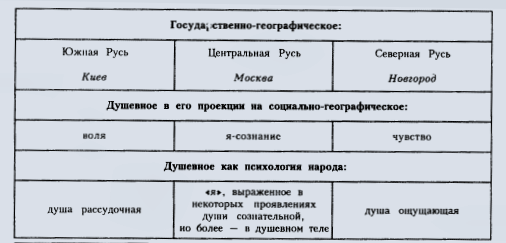 Государственно-географическое:
Южная Русь Центральная Русь Северная Русь
Киев Москва Новгород
Душевное в его проекции на социально-географическое:
воля я-сознание чувство
Душевное как психология народа:
«я», выраженное в
некоторых проявлениях
душа рассудочная души сознательной, душа ощущающая
но более — в душевном теле